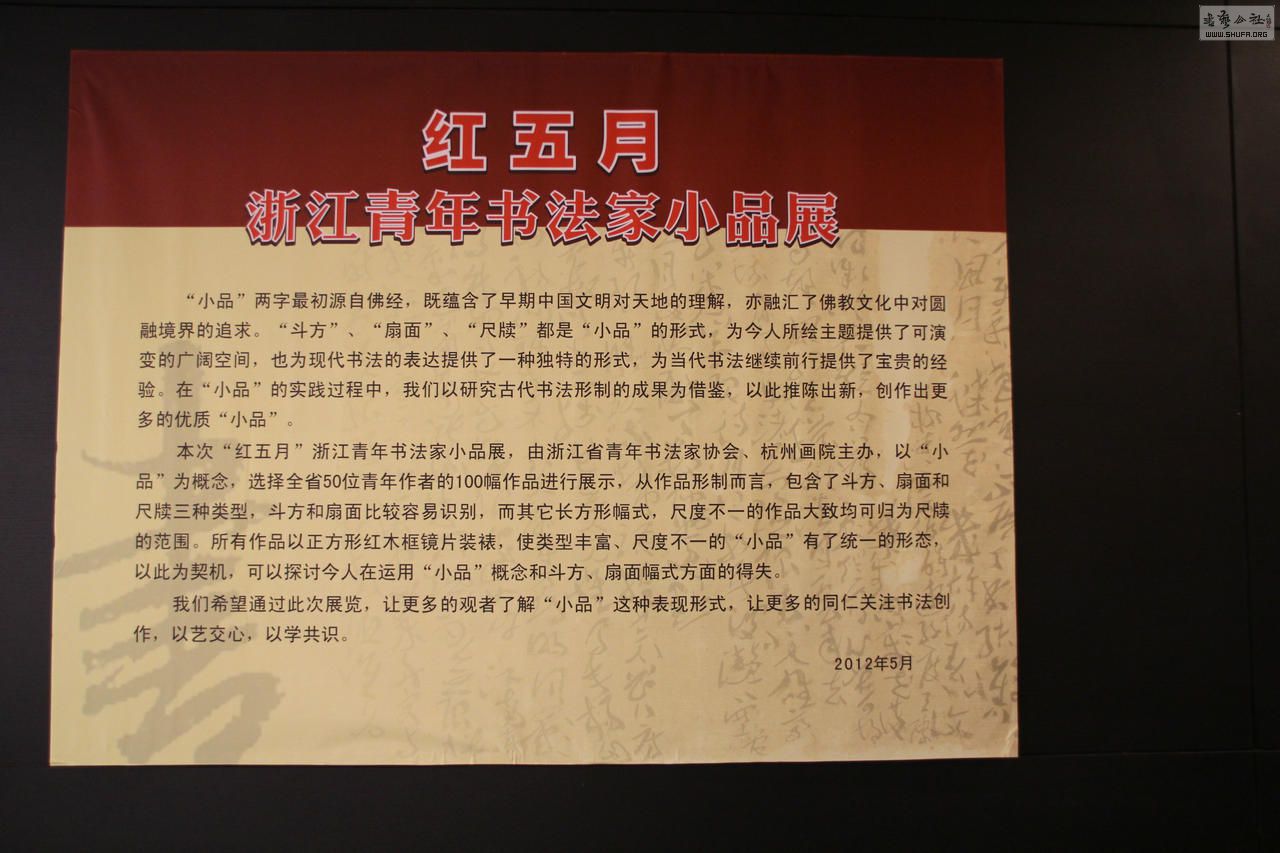 书艺公社
WWW.SHUFA.ORG
红五月
浙江青年书法家小品展
“小品”两字最初源自佛经，既蕴含了早期中国文明对天地的理解，亦融汇了佛教文化中对圆
融境界的追求。“斗方”、“扇面”、“尺牍”都是“小品”的形式，为今人所绘主题提供了可演
变的广阔空间，也为现代书法的表达提供了一种独特的形式，为当代书法继续前行提供了宝贵的经
验。在“小品”的实践过程中，我们以研究古代书法形制的成果为借鉴，以此推陈出新，创作出更
多的优质“小品”。
本次“红五月”浙江青年书法家小品展，由浙江省青年书法家协会、杭州画院主办，以“小
品”为概念，选择全省50位青年作者的100幅作品进行展示，从作品形制而言，包含了斗方、扇面和
尺牍三种类型，斗方和扇面比较容易识别，而其它长方形幅式，尺度不一的作品大致均可归为尺牍
的范围。所有作品以正方形红木框镜片装裱，使类型丰富、尺度不一的“小品”有了统一的形态，
以此为契机，可以探讨今人在运用“小品”概念和斗方、扇面幅式方面的得失。
我们希望通过此次展览，让更多的观者了解“小品”这种表现形式，让更多的同仁关注书法创
作，以艺交心，以学共识。
2012年5月